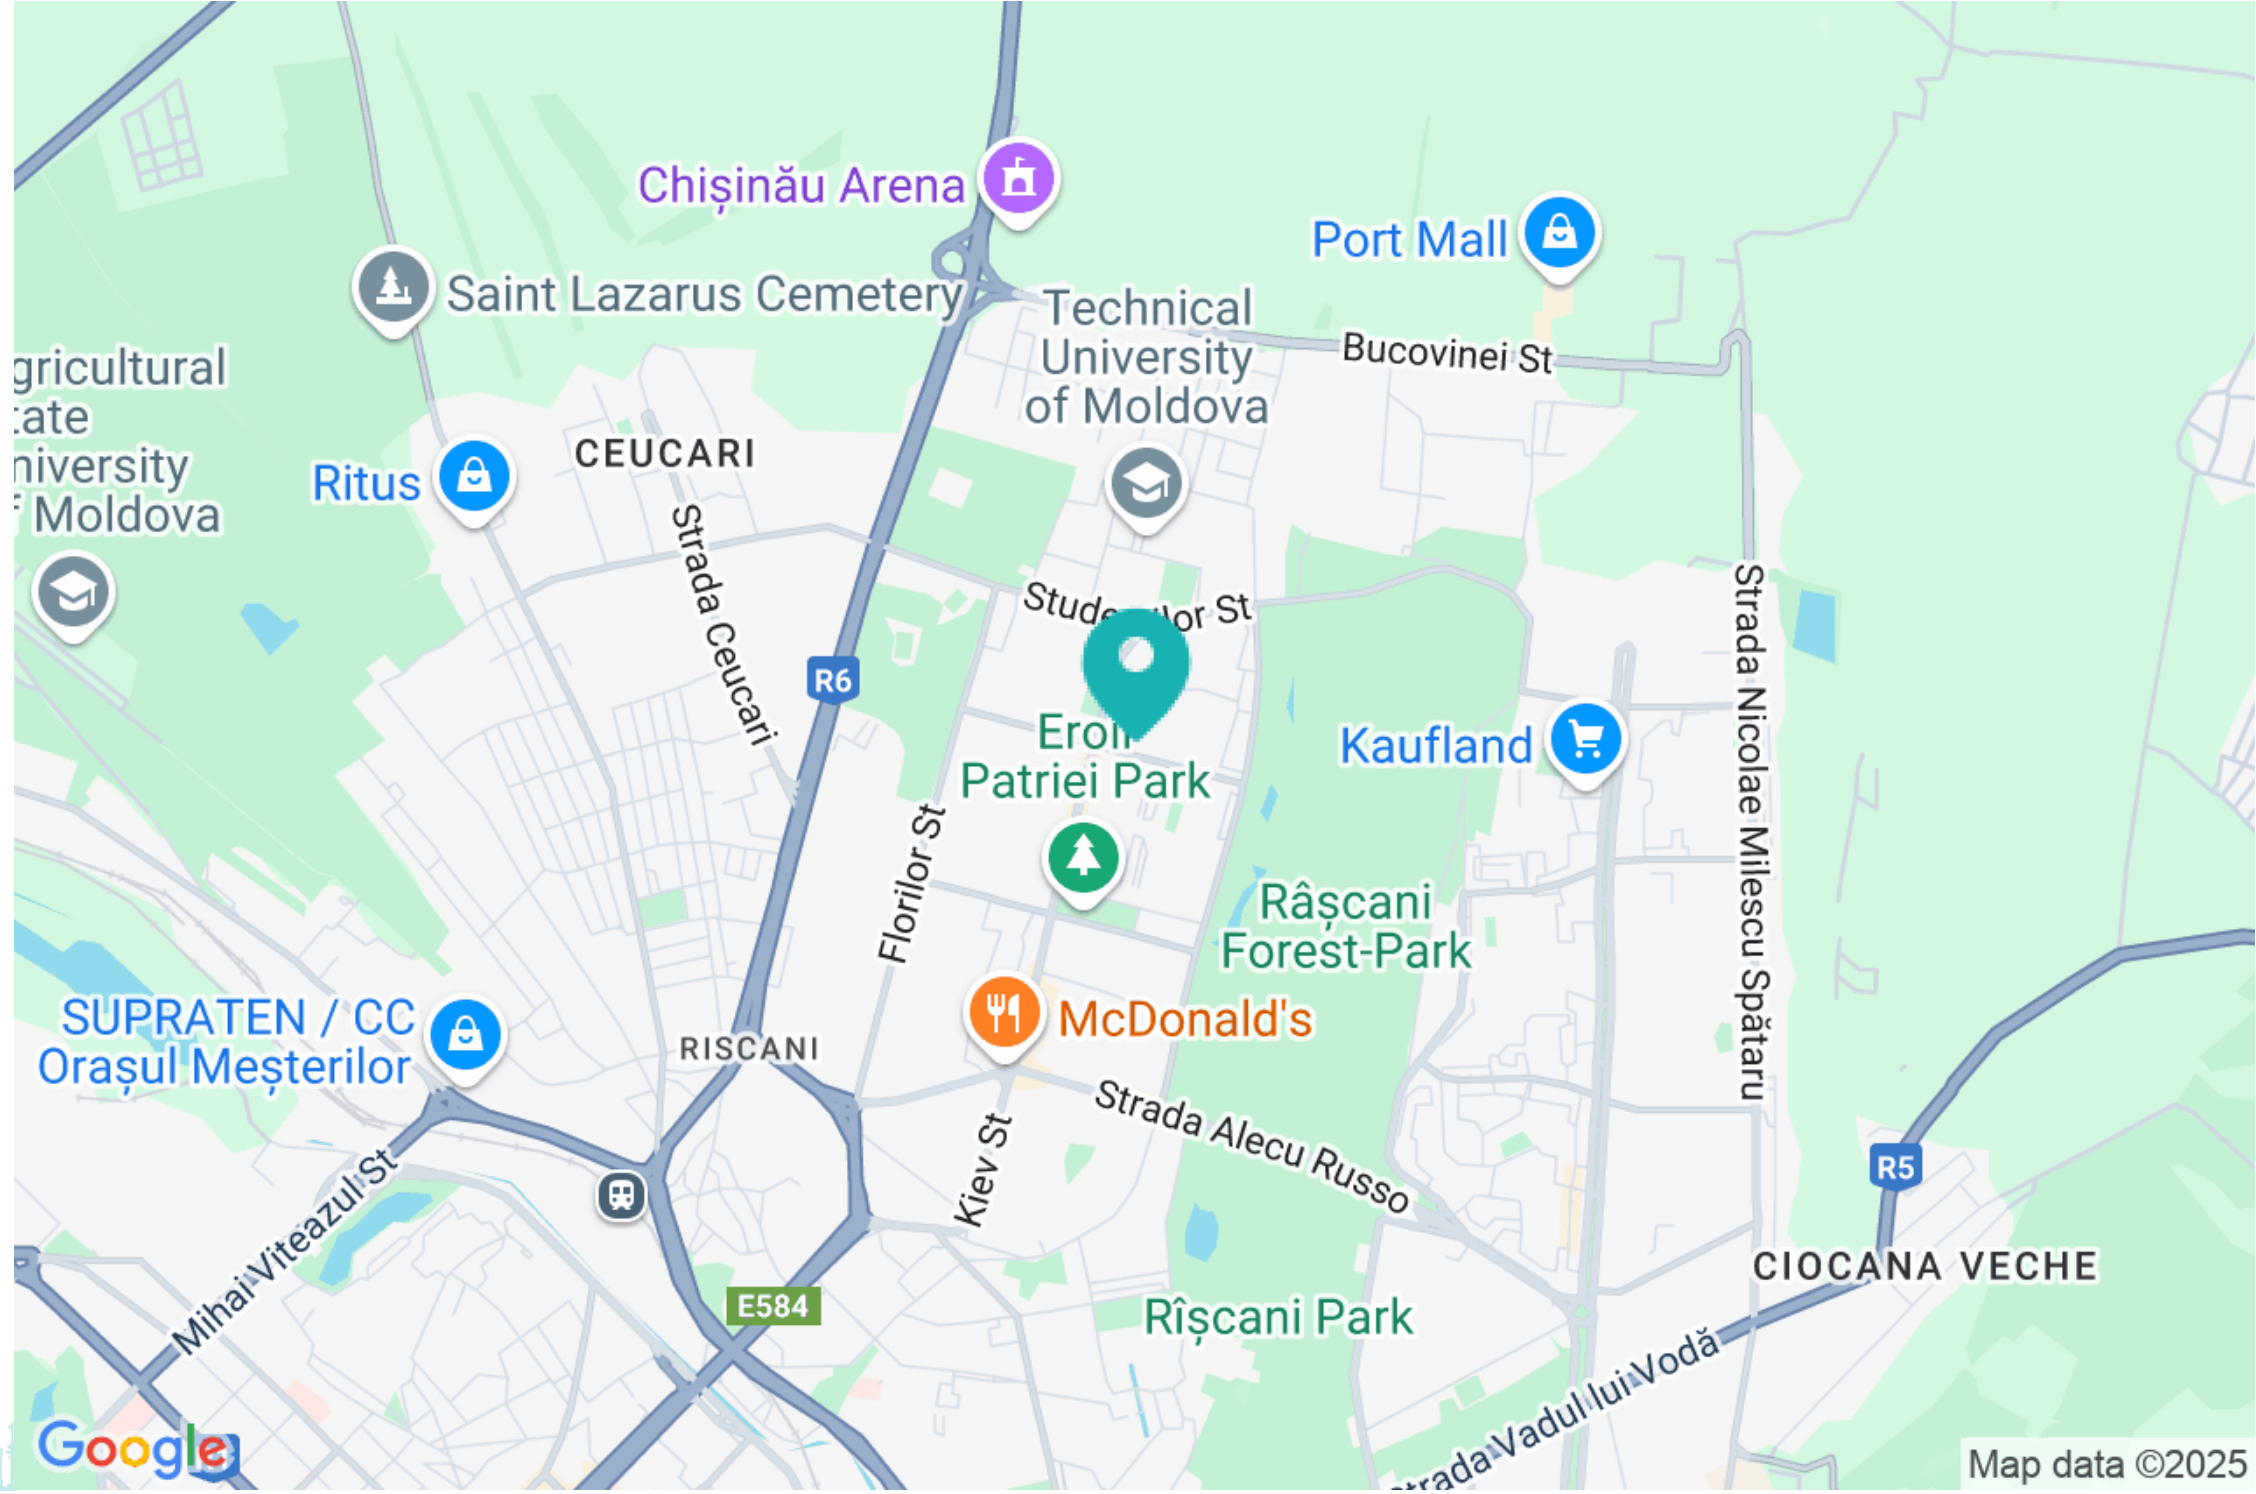 Chișinău Arena
Port Mall
Saint Lazarus Cemetery
Technical
University
of Moldova
Bucovinei St
gricultural
tate
niversity
f Moldova
CEUCARI
Ritus
Strada Ceucari
Studenților St
Strada Nicolae Milescu Spătaru
R6
Eroii
Patriei Park
Kaufland
Florilor St
Râșcani
Forest-Park
SUPRATEN / CC
Orașul Meșterilor
McDonald's
RISCANI
Strada Alecu Russo
Kiev St
Mihai Viteazul St
R5
CIOCANA VECHE
E584
Rîșcani Park
Strada Vadul lui Vodă
Google
Map data ©2025